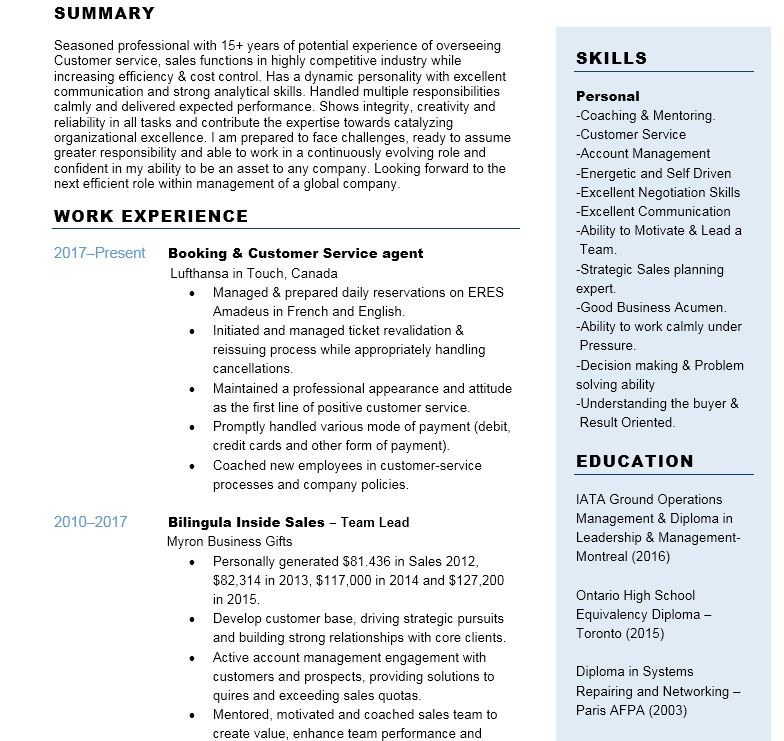 SUMMARY
Seasoned professional with 15+ years of potential experience of overseeing
Customer service, sales functions in highly competitive industry while
increasing efficiency & cost control. Has a dynamic personality with excellent
communication and strong analytical skills. Handled multiple responsibilities
calmly and delivered expected performance. Shows integrity, creativity and
reliability in all tasks and contribute the expertise towards catalyzing
organizational excellence. I am prepared to face challenges, ready to assume
greater responsibility and able to work in a continuously evolving role and
confident in my ability to be an asset to any company. Looking forward to the
next efficient role within management of a global company.
WORK EXPERIENCE
2017–Present Booking & Customer Service agent
Lufthansa in Touch, Canada
• Managed & prepared daily reservations on ERES
Amadeus in French and English.
• Initiated and managed ticket revalidation &
reissuing process while appropriately handling
cancellations.
• Maintained a professional appearance and attitude
as the first line of positive customer service.
• Promptly handled various mode of payment (debit,
credit cards and other form of payment).
• Coached new employees in customer-service
processes and company policies.
2010–2017 Bilingula Inside Sales – Team Lead
Myron Business Gifts
• Personally generated $81.436 in Sales 2012,
$82,314 in 2013, $117,000 in 2014 and $127,200
in 2015.
• Develop customer base, driving strategic pursuits
and building strong relationships with core clients.
• Active account management engagement with
customers and prospects, providing solutions to
quires and exceeding sales quotas.
• Mentored, motivated and coached sales team to
create value, enhance team performance and
SKILLS
Personal
-Coaching & Mentoring.
-Customer Service
-Account Management
-Energetic and Self Driven
-Excellent Negotiation Skills
-Excellent Communication
-Ability to Motivate & Lead a
Team.
-Strategic Sales planning
expert.
-Good Business Acumen.
-Ability to work calmly under
Pressure.
-Decision making & Problem
solving ability
-Understanding the buyer &
Result Oriented.
EDUCATION
IATA Ground Operations
Management & Diploma in
Leadership & Management-
Montreal (2016)
Ontario High School
Equivalency Diploma –
Toronto (2015)
Diploma in Systems
Repairing and Networking –
Paris AFPA (2003)